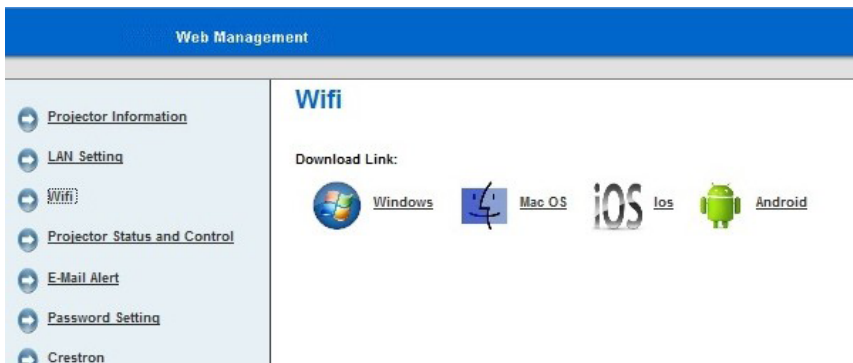 Web Management
Projector Information
LAN Setting
Wifi
Projector Status and Control
E-Mail Alert
Password Setting
Crestron
Wifi
Download Link:
Windows Mac OS iOS Ios Android